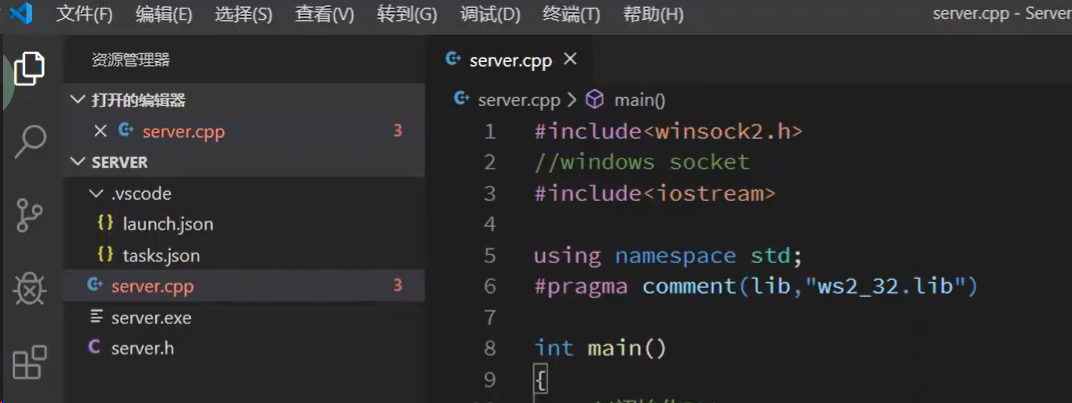 文件(F) 编辑(E) 选择(S) 查看(V) 转到(G) 调试(D) 终端(T) 帮助(H) server.cpp - Server
资源管理器
打开的编辑器
server.cpp 3
SERVER
.vscode
{} launch.json
{} tasks.json
server.cpp 3
server.exe
C server.h
server.cpp
server.cpp > main()
1 #include<winsock2.h>
2 //windows socket
3 #include<iostream>
4
5 using namespace std;
6 #pragma comment(lib,"ws2_32.lib")
7
8 int main()
9 {